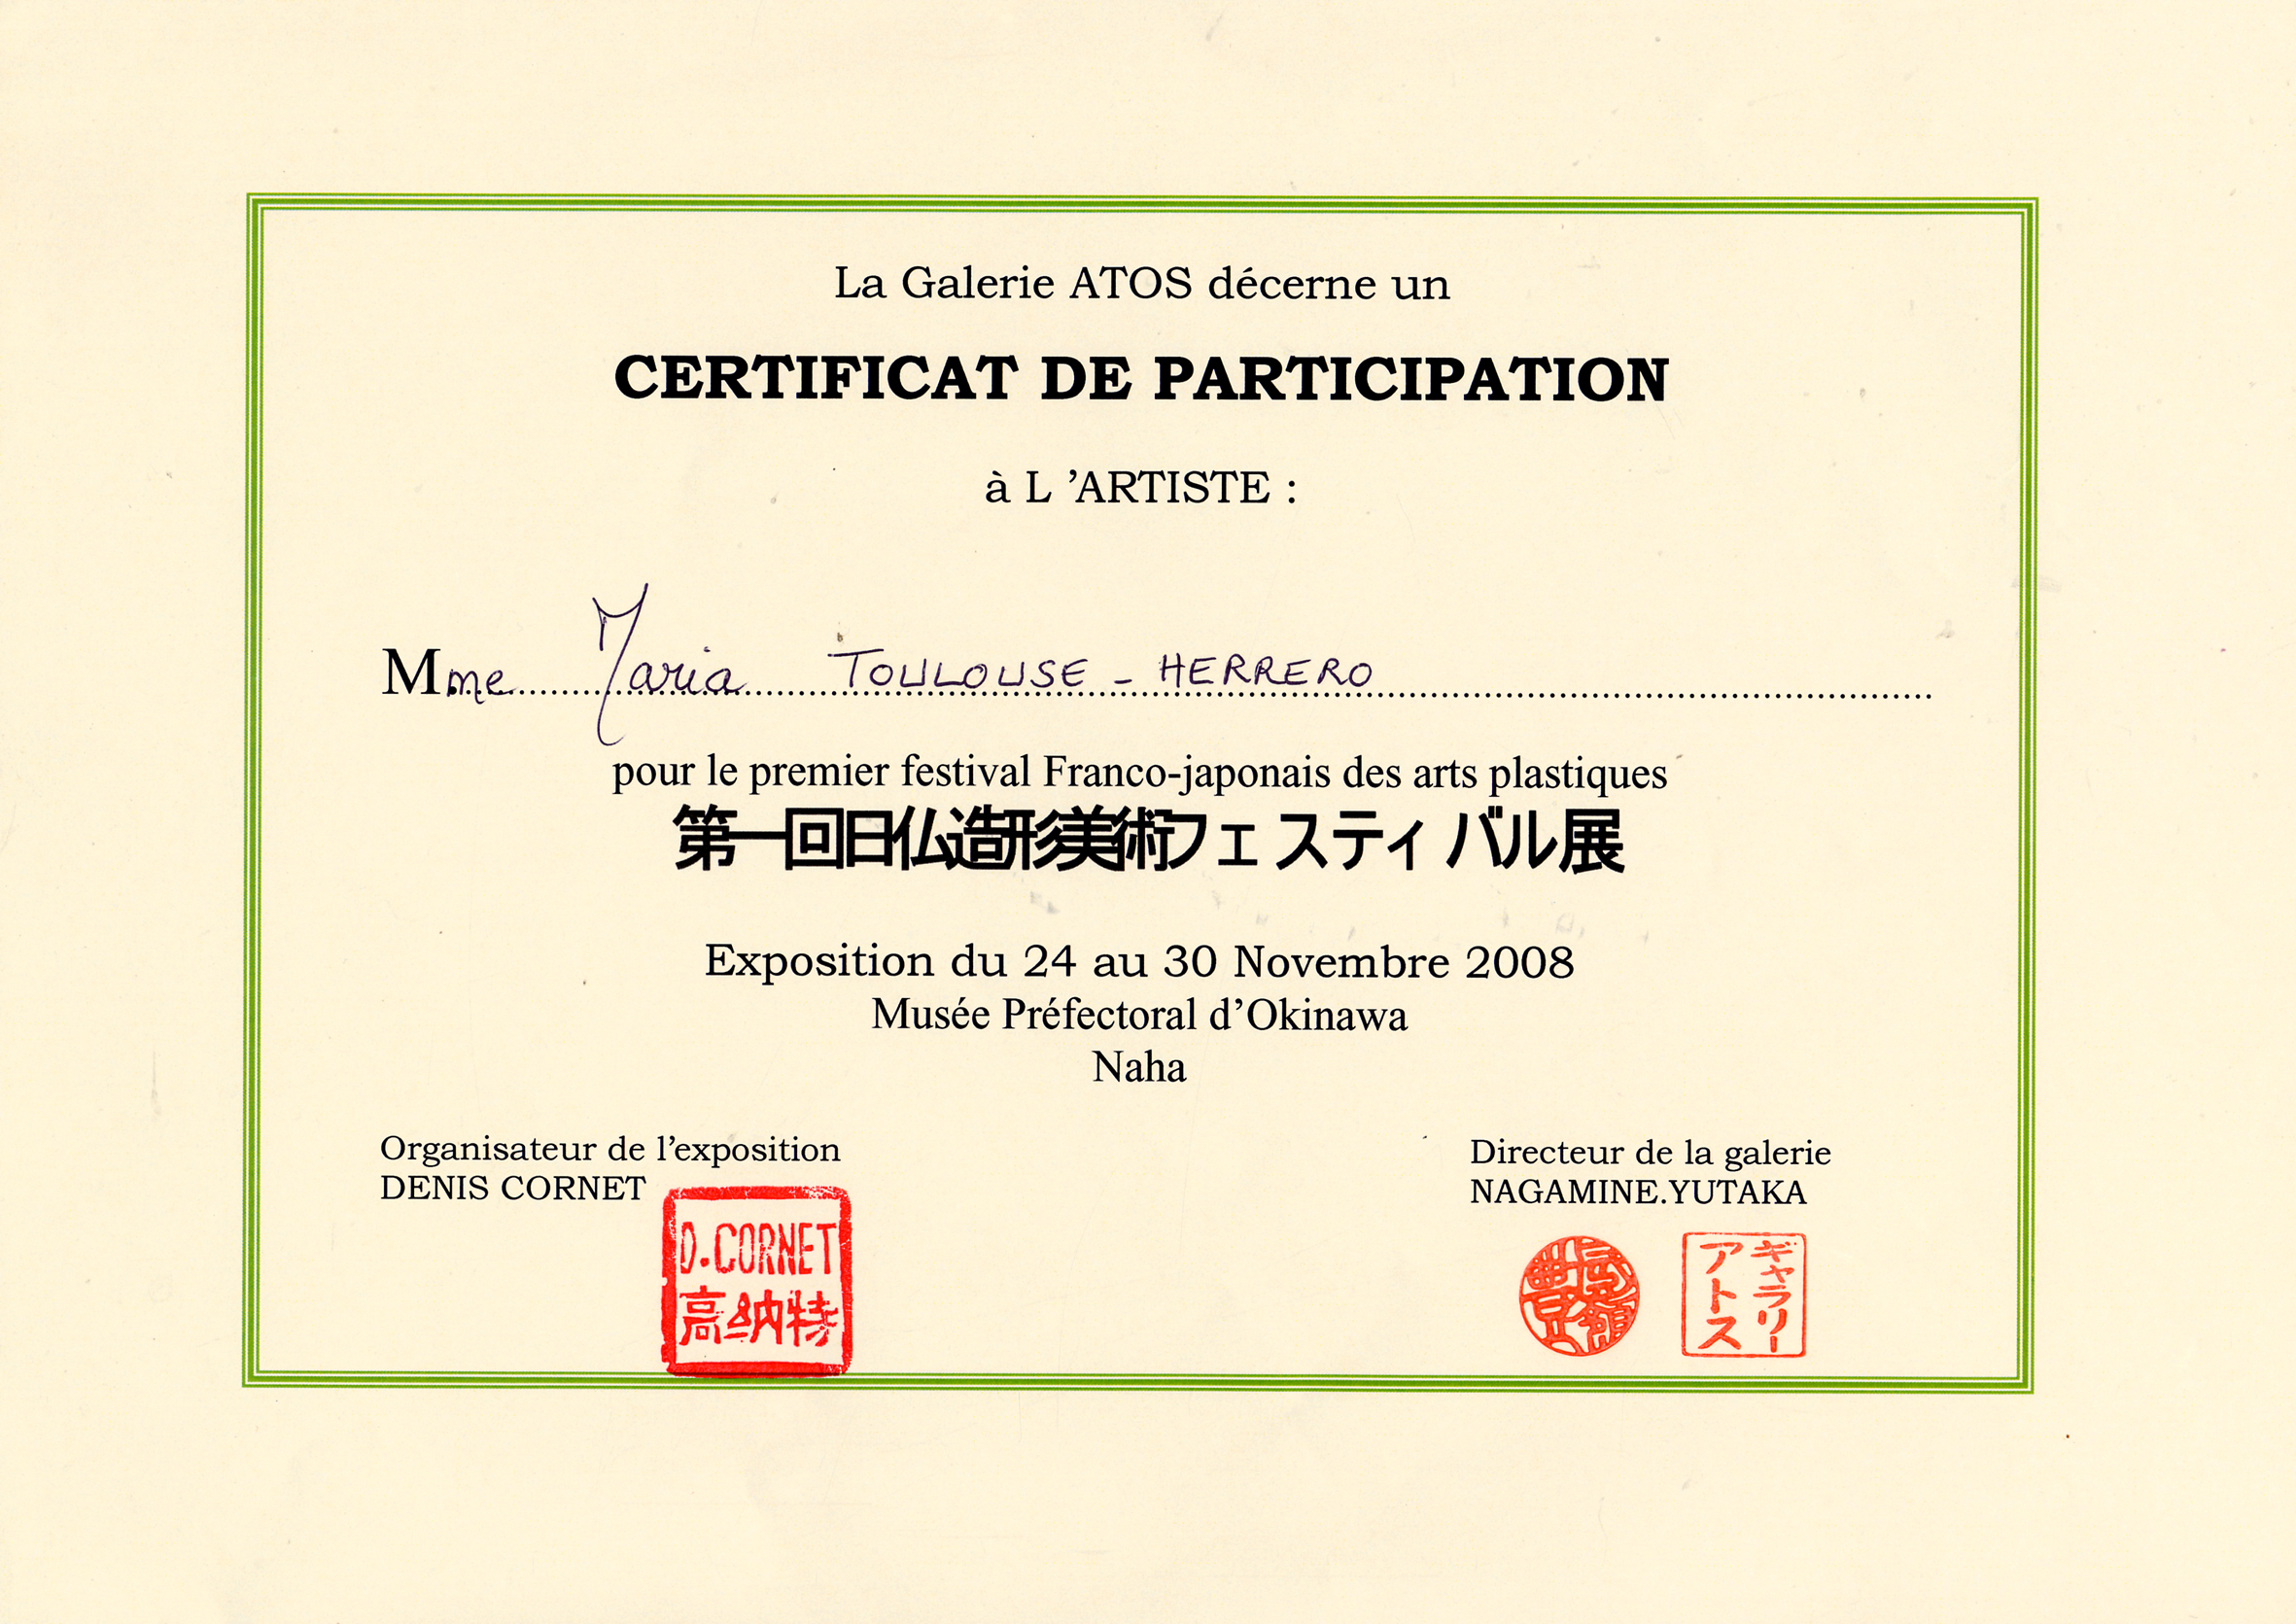 La Galerie ATOS décerne un
CERTIFICAT DE PARTICIPATION
à L 'ARTISTE :
Mme Maria TOULOUSE - HERRERO
pour le premier festival Franco-japonais des arts plastiques
第一回日仏造形美術フェスティバル展
Exposition du 24 au 30 Novembre 2008
Musée Préfectoral d'Okinawa
Naha
Organisateur de l'exposition
DENIS CORNET
D.CORNET
高納特
Directeur de la galerie
NAGAMINE.YUTAKA
ギャラリー
アトス